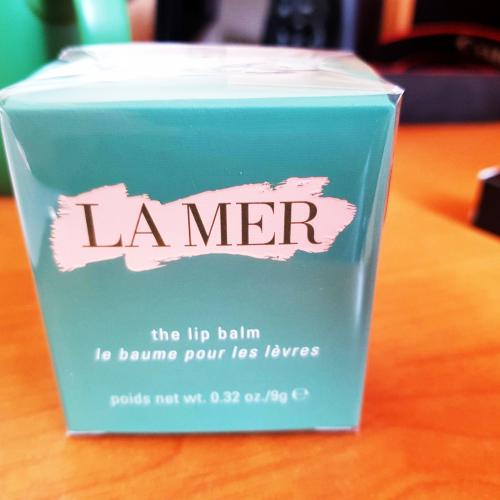 LA MER
the lip balm
le baume pour les lèvres
poids net wt. 0.32 oz./9g ℮